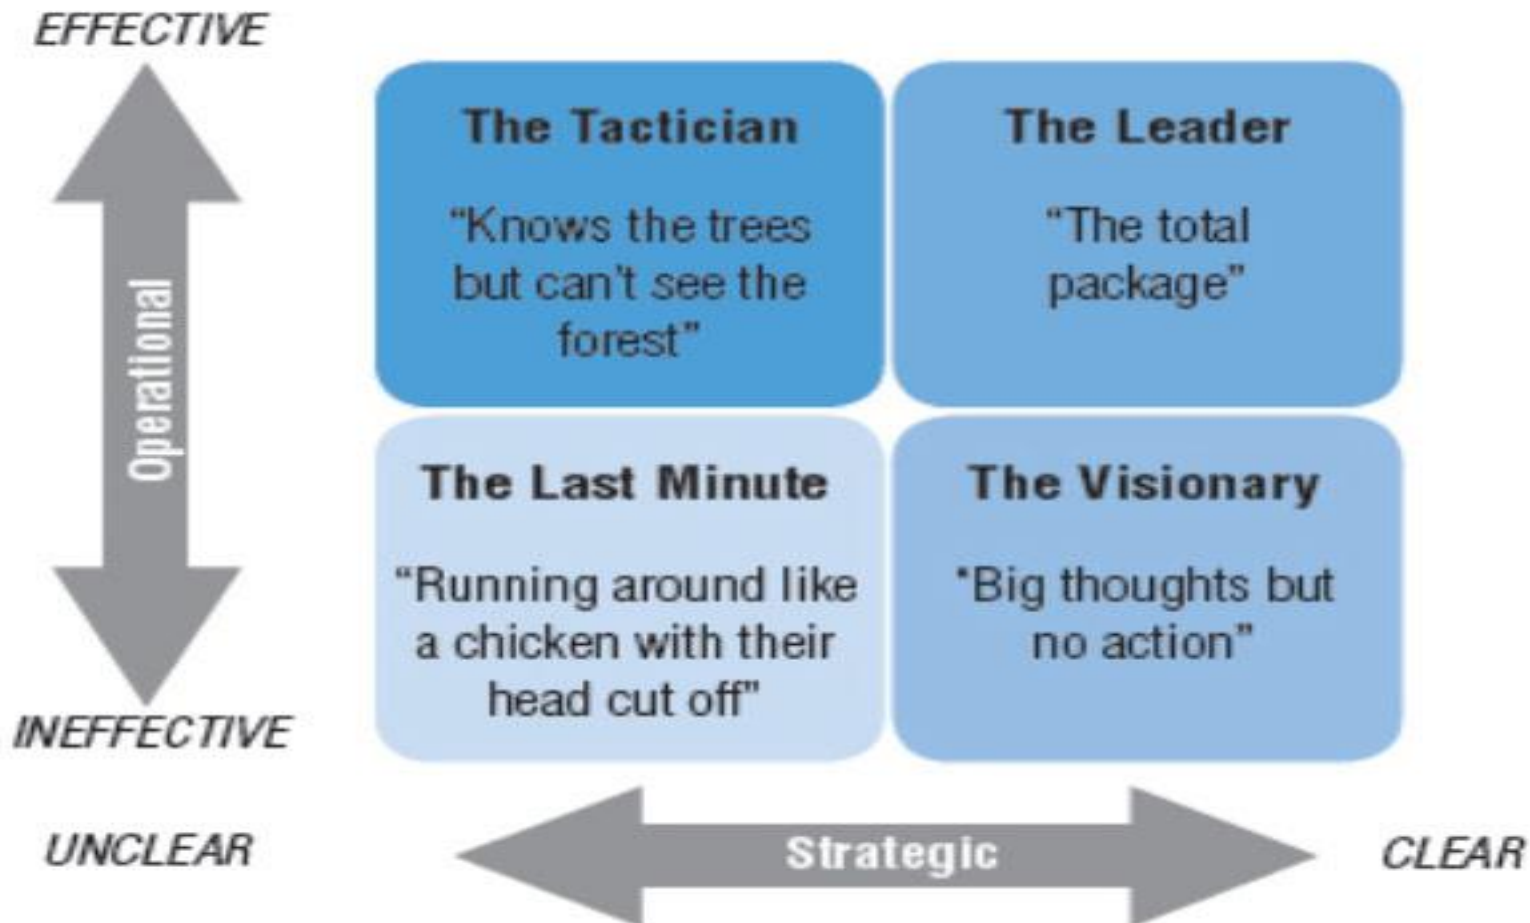 EFFECTIVE
The Tactician
“Knows the trees
but can't see the
forest”
The Leader
“The total
package”
Operational
The Last Minute
“Running around like
a chicken with their
head cut off”
The Visionary
“Big thoughts but
no action”
INEFFECTIVE
UNCLEAR
Strategic
CLEAR